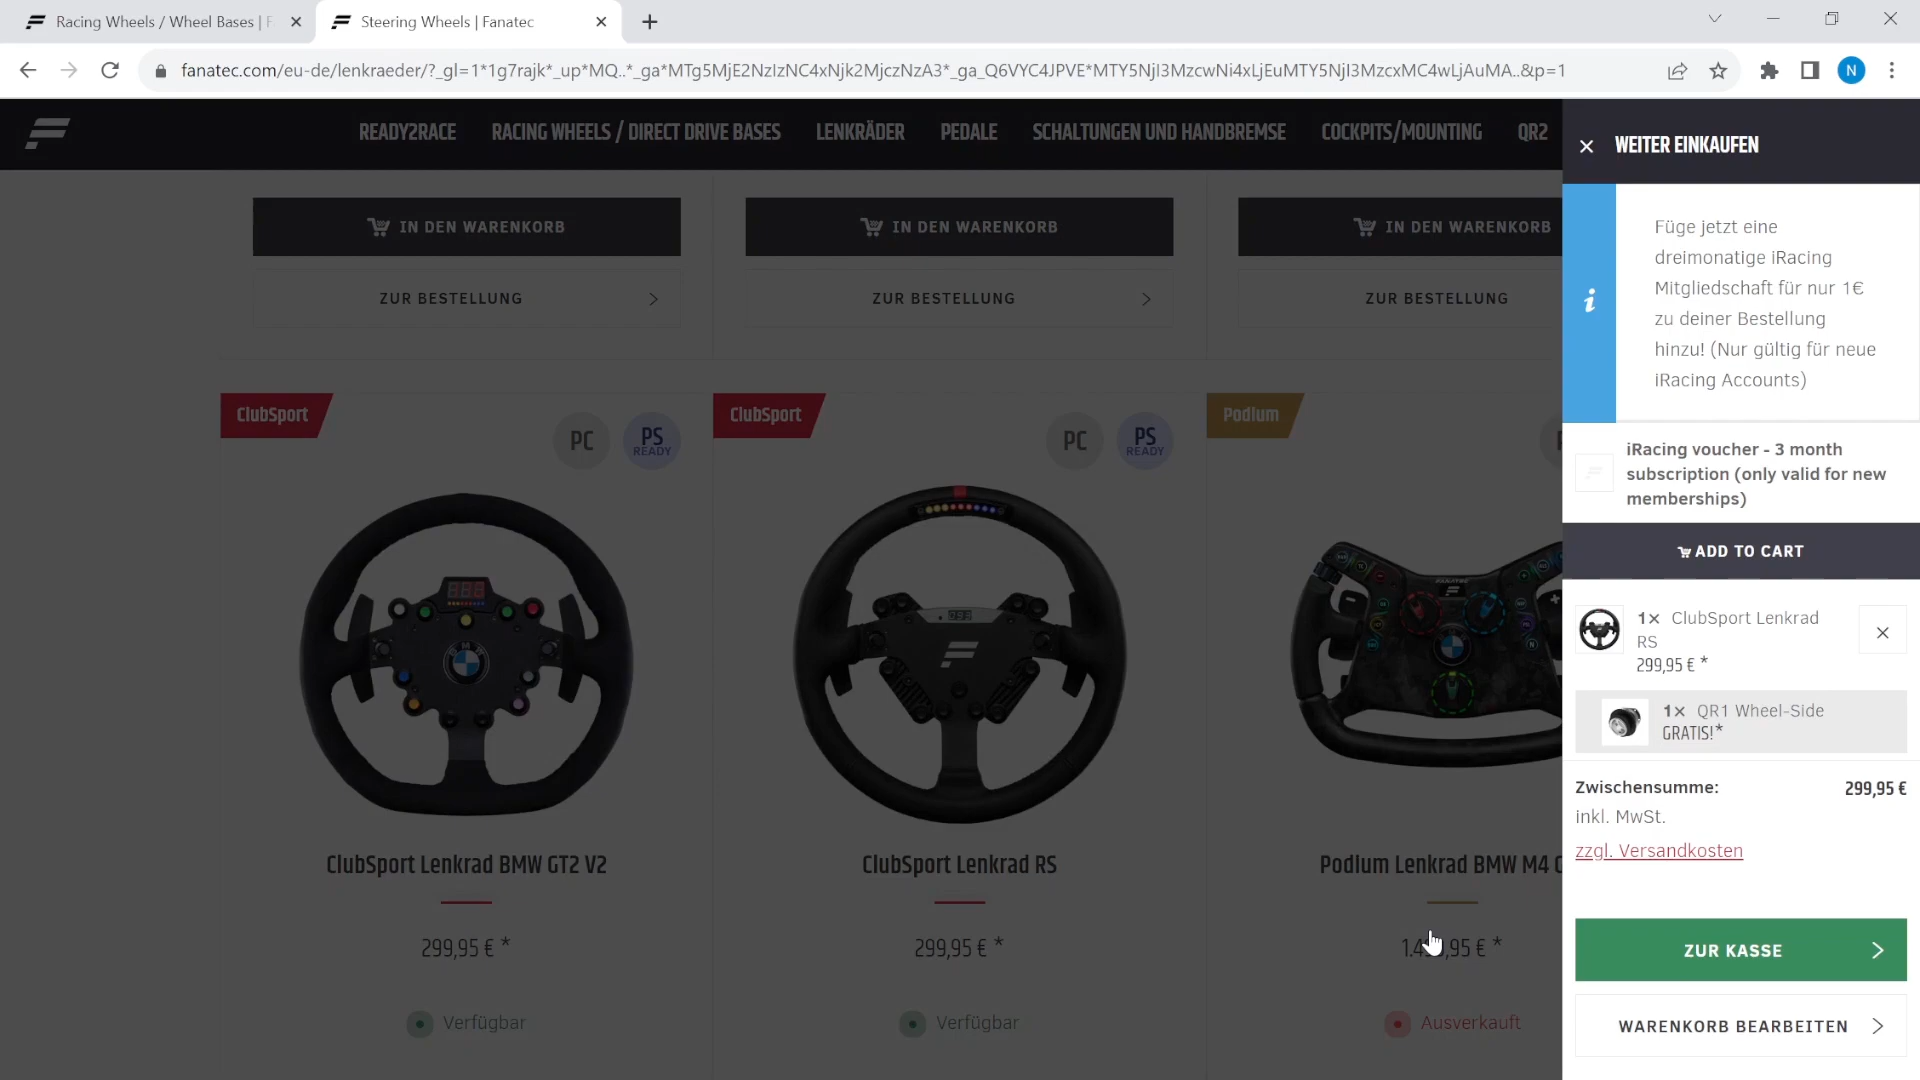 Racing Wheels / Wheel Bases | F
Steering Wheels | Fanatec
fanatec.com/eu-de/lenkraeder/?_gl=1*1g7rajk*_up*MQ..*_ga*MTg5MjE2NzIzNC4xNjk2MjczNzA3*_ga_Q6VYC4JPVE*MTY5NjI3MzcwNi4xLjEuMTY5NjI3MzcxMC4wLjAuMA..&p=1
N
READY2RACE RACING WHEELS / DIRECT DRIVE BASES LENKRÄDER PEDALE SCHALTUNGEN UND HANDBREMSE COCKPITS/MOUNTING QR2
WEITER EINKAUFEN
IN DEN WARENKORB IN DEN WARENKORB IN DEN WARENKORB
ZUR BESTELLUNG ZUR BESTELLUNG ZUR BESTELLUNG
ClubSport
PC
PS
READY
ClubSport
PC
PS
READY
Podium
ClubSport Lenkrad BMW GT2 V2
299,95 € *
Verfügbar
ClubSport Lenkrad RS
299,95 € *
Verfügbar
Podium Lenkrad BMW M4
,95 € *
Ausverkauft
i
Füge jetzt eine
dreimonatige iRacing
Mitgliedschaft für nur 1€
zu deiner Bestellung
hinzu! (Nur gültig für neue
iRacing Accounts)
iRacing voucher - 3 month
subscription (only valid for new
memberships)
ADD TO CART
1× ClubSport Lenkrad
RS
299,95 € *
1× QR1 Wheel-Side
GRATIS!*
Zwischensumme: 299,95 €
inkl. MwSt.
zzgl. Versandkosten
ZUR KASSE
WARENKORB BEARBEITEN